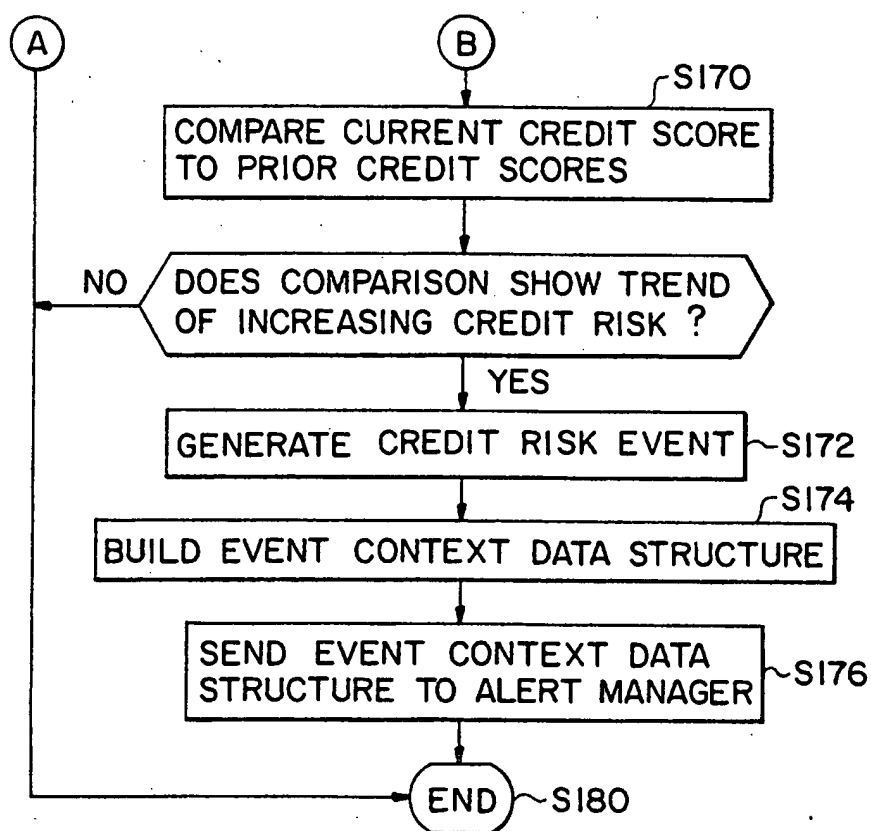 A
B
S170
COMPARE CURRENT CREDIT SCORE
TO PRIOR CREDIT SCORES
NO
DOES COMPARISON SHOW TREND
OF INCREASING CREDIT RISK ?
YES
GENERATE CREDIT RISK EVENT
S172
S174
BUILD EVENT CONTEXT DATA STRUCTURE
SEND EVENT CONTEXT DATA
STRUCTURE TO ALERT MANAGER
S176
END
S180